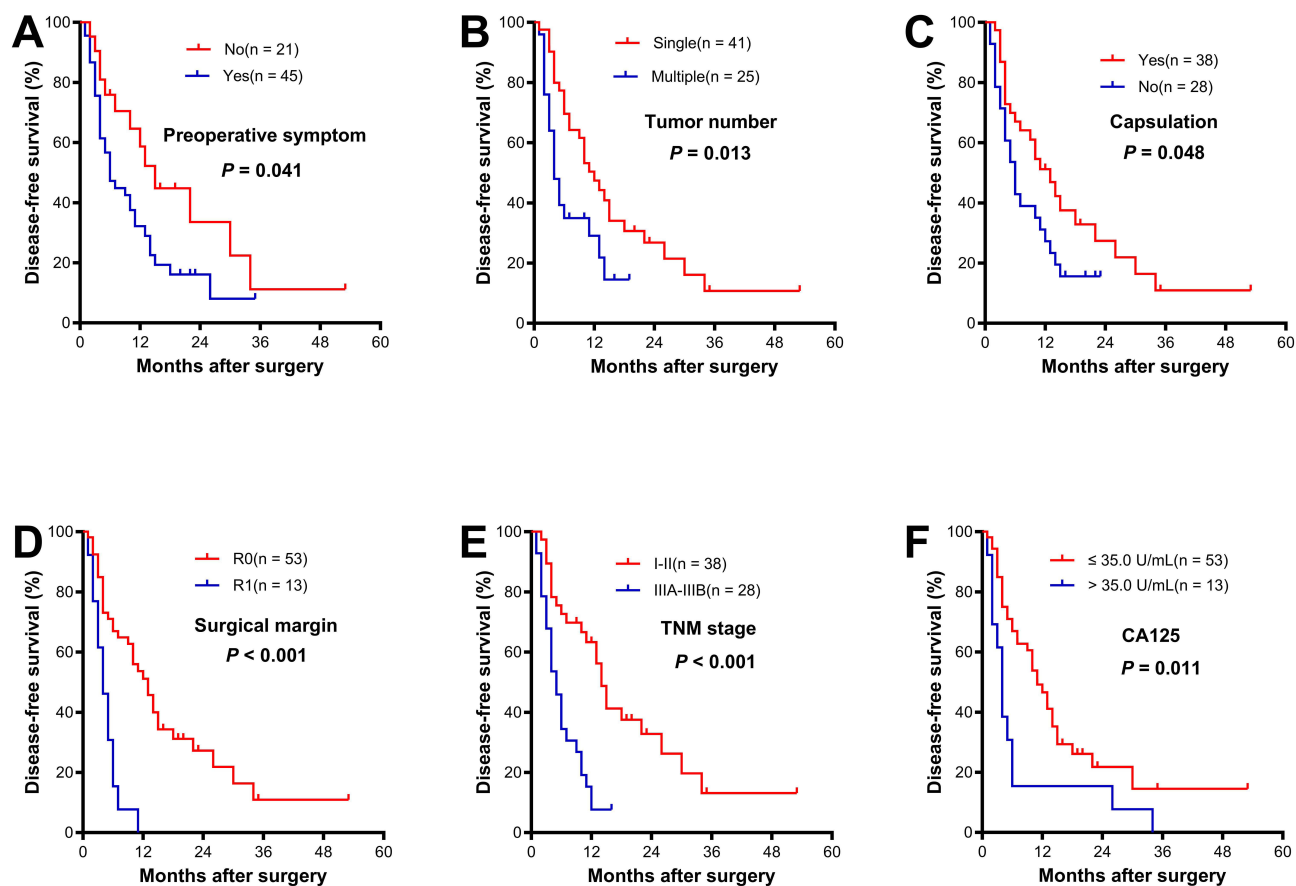 A
Disease-free survival (%)
100
80
60
40
20
0
No(n = 21)
Yes(n = 45)
Preoperative symptom
P = 0.041
0 12 24 36 48 60
Months after surgery
B
Disease-free survival (%)
100
80
60
40
20
0
Single(n = 41)
Multiple(n = 25)
Tumor number
P = 0.013
0 12 24 36 48 60
Months after surgery
C
Disease-free survival (%)
100
80
60
40
20
0
Yes(n = 38)
No(n = 28)
Capsulation
P = 0.048
0 12 24 36 48 60
Months after surgery
D
Disease-free survival (%)
100
80
60
40
20
0
R0(n = 53)
R1(n = 13)
Surgical margin
P < 0.001
0 12 24 36 48 60
Months after surgery
E
Disease-free survival (%)
100
80
60
40
20
0
I-II(n = 38)
IIIA-IIIB(n = 28)
TNM stage
P < 0.001
0 12 24 36 48 60
Months after surgery
F
Disease-free survival (%)
100
80
60
40
20
0
≤ 35.0 U/mL(n = 53)
> 35.0 U/mL(n = 13)
CA125
P = 0.011
0 12 24 36 48 60
Months after surgery